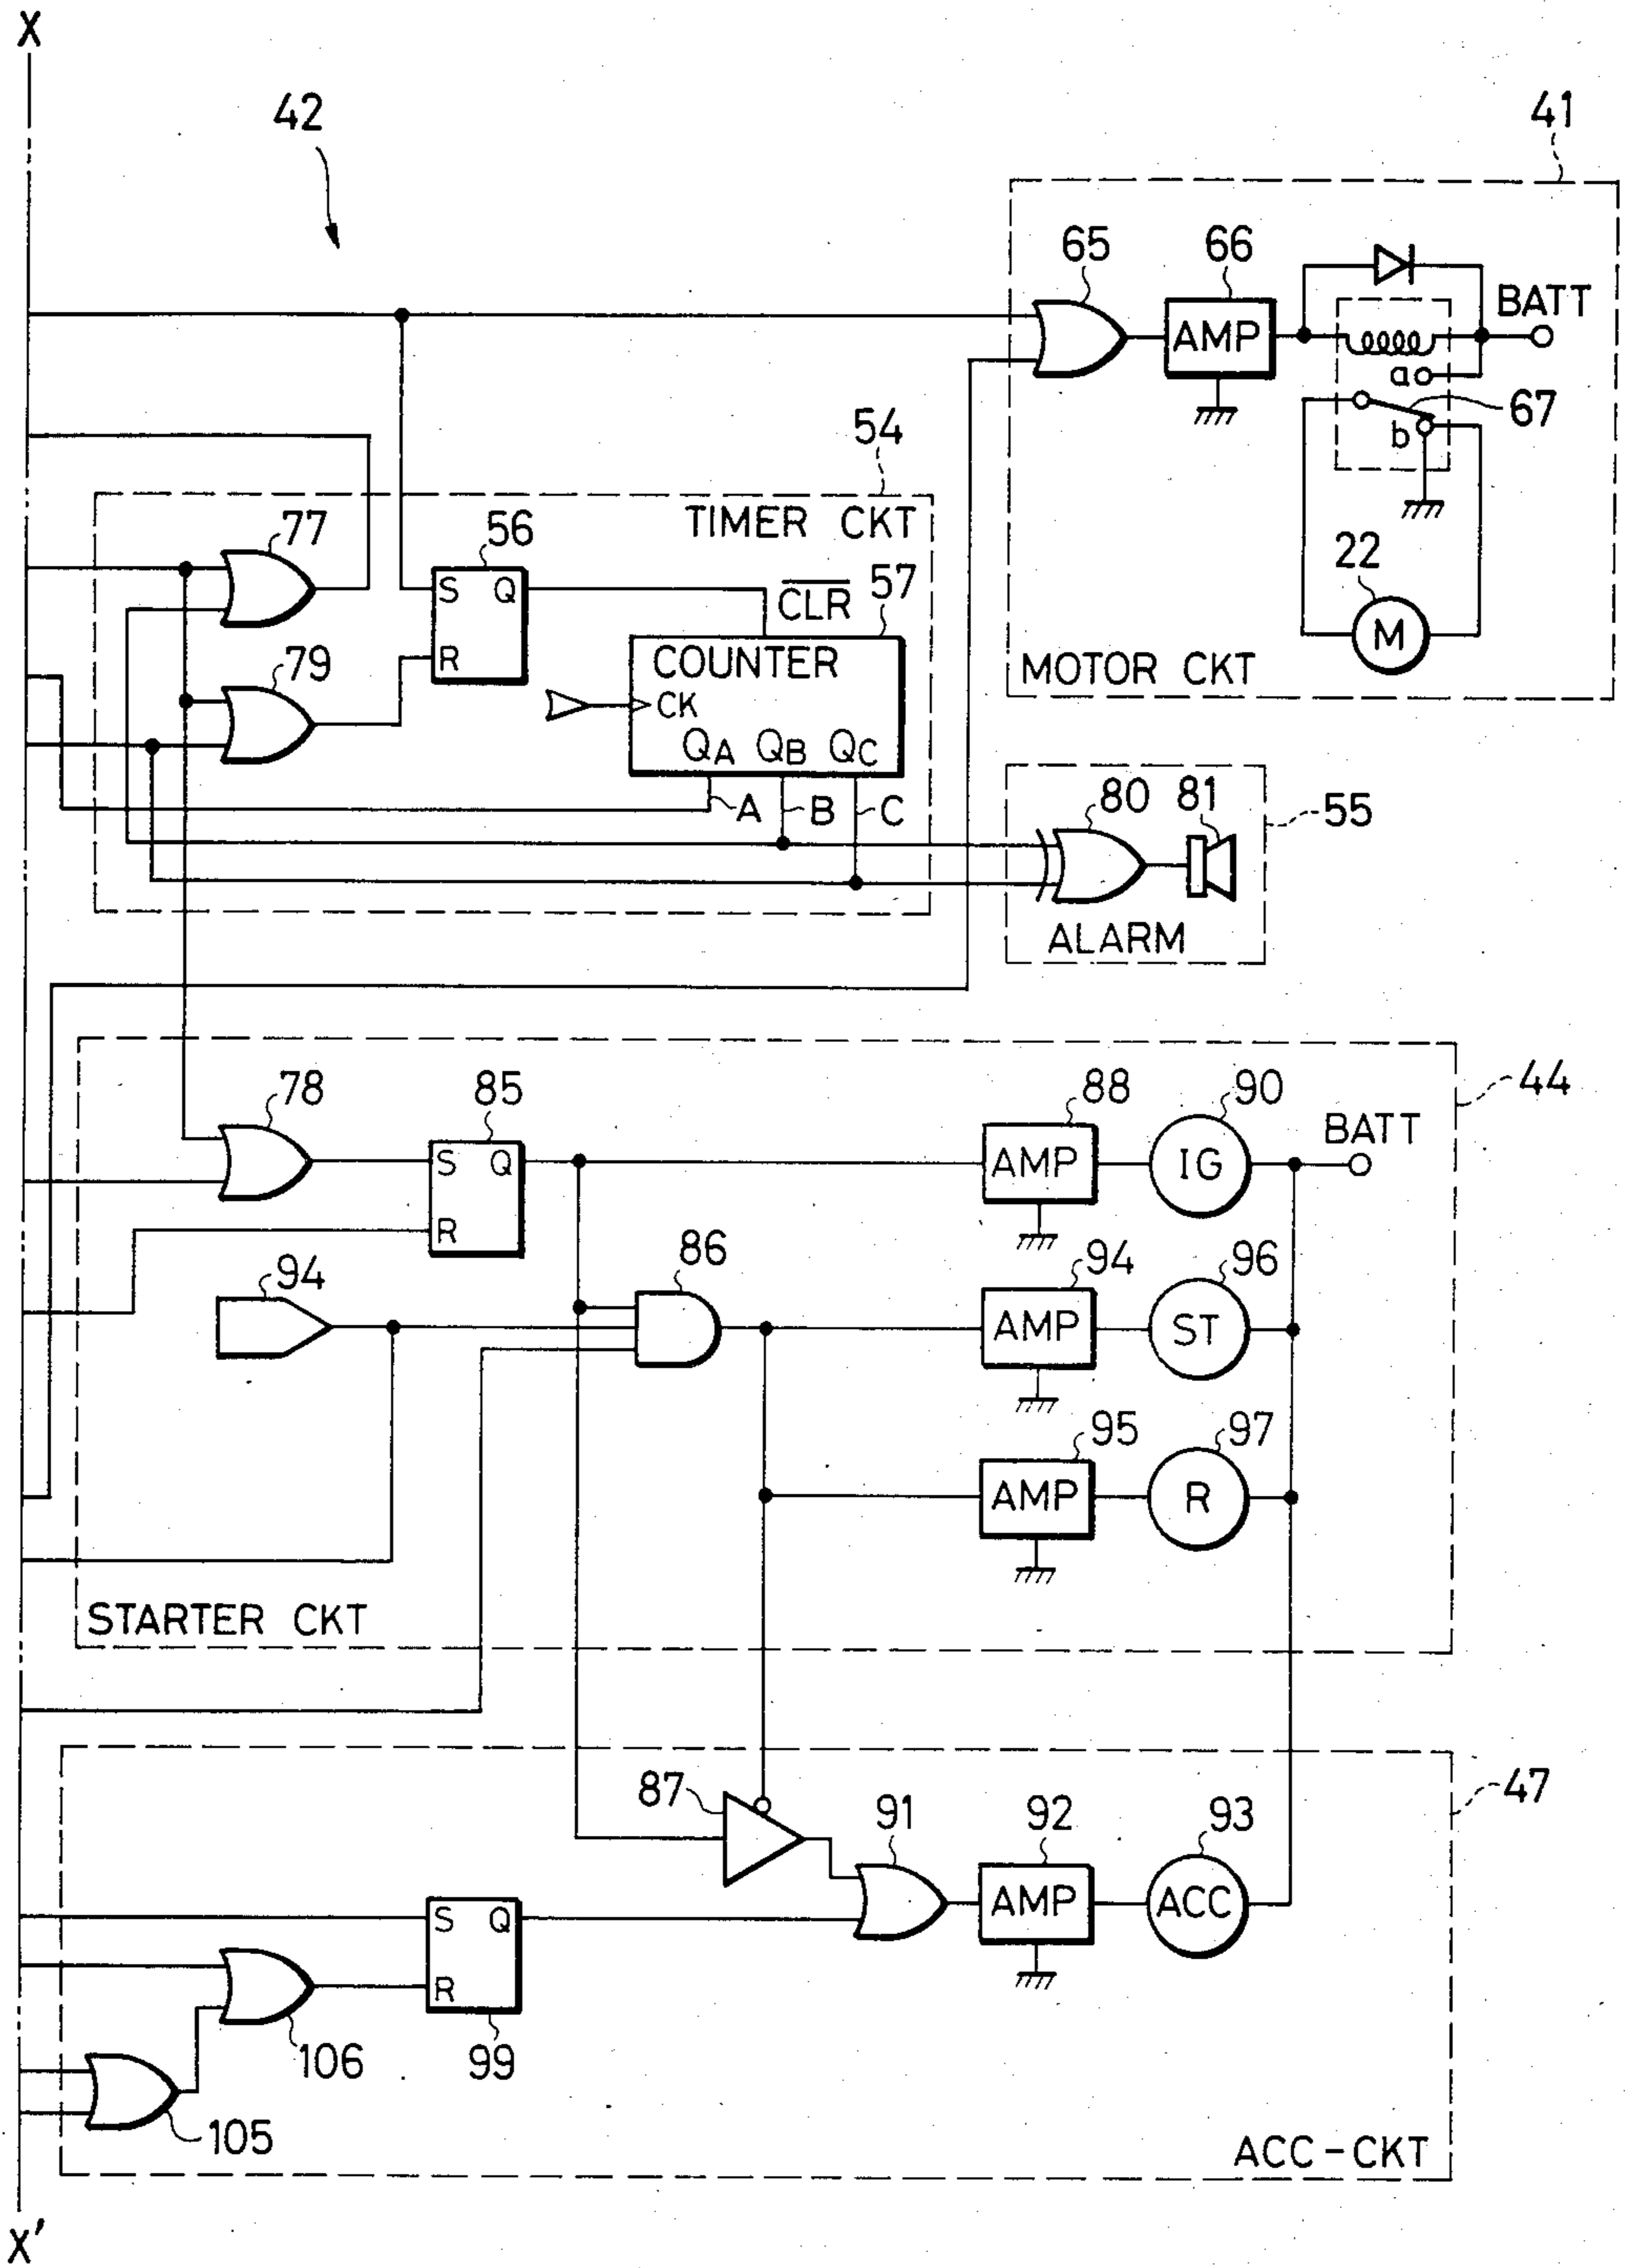 X
42
41
65
66
BATT
a
67
b
54
TIMER CKT
77
56
S Q
R
22
M
MOTOR CKT
CLR
57
79
COUNTER
CK
QA QB QC
A B C
80
81
55
ALARM
44
78
85
S Q
R
88
90
BATT
AMP
AMP
IG
94
86
94
96
AMP
ST
95
97
AMP
R
STARTER CKT
47
87
91
92
93
AMP
ACC
S Q
R
106
99
105
ACC-CKT
X'